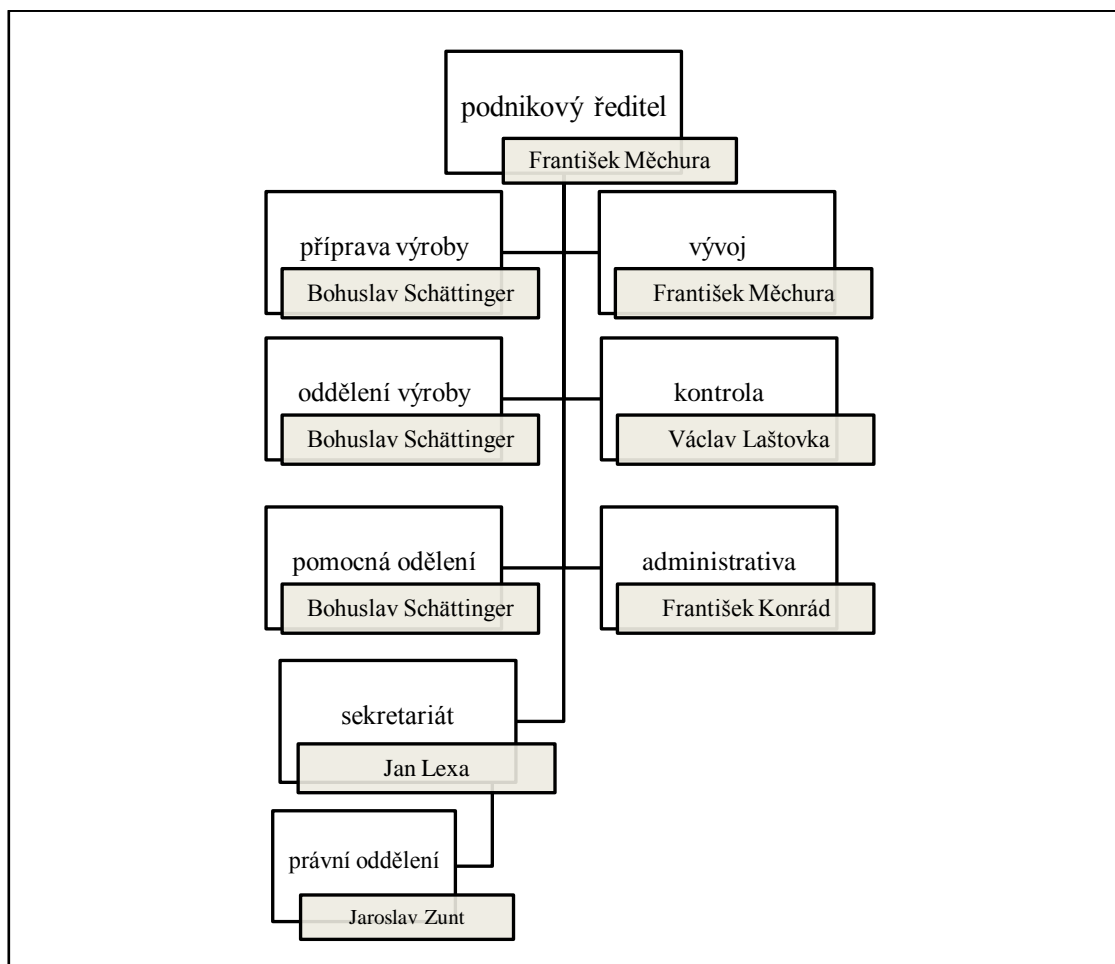 podnikový ředitel
František Měchura
příprava výroby
Bohuslav Schättinger
vývoj
František Měchura
oddělení výroby
Bohuslav Schättinger
kontrola
Václav Laštovka
pomocná odělení
Bohuslav Schättinger
administrativa
František Konrád
sekretariát
Jan Lexa
právní oddělení
Jaroslav Zunt